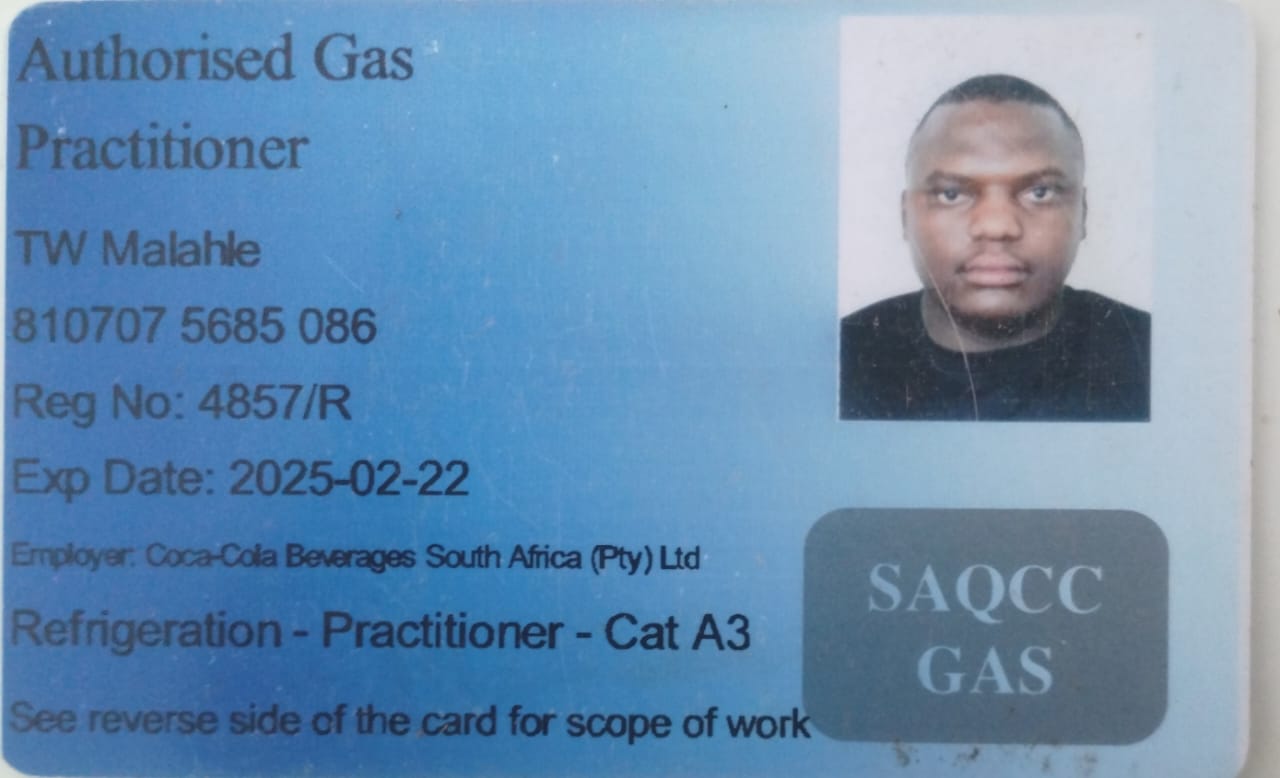 Authorised Gas
Practitioner
TW Malahle
810707 5685 086
Reg No: 4857/R
Exp Date: 2025-02-22
Employer: Coca-Cola Beverages South Africa (Pty) Ltd
Refrigeration - Practitioner - Cat A3
See reverse side of the card for scope of work
SAQCC
GAS